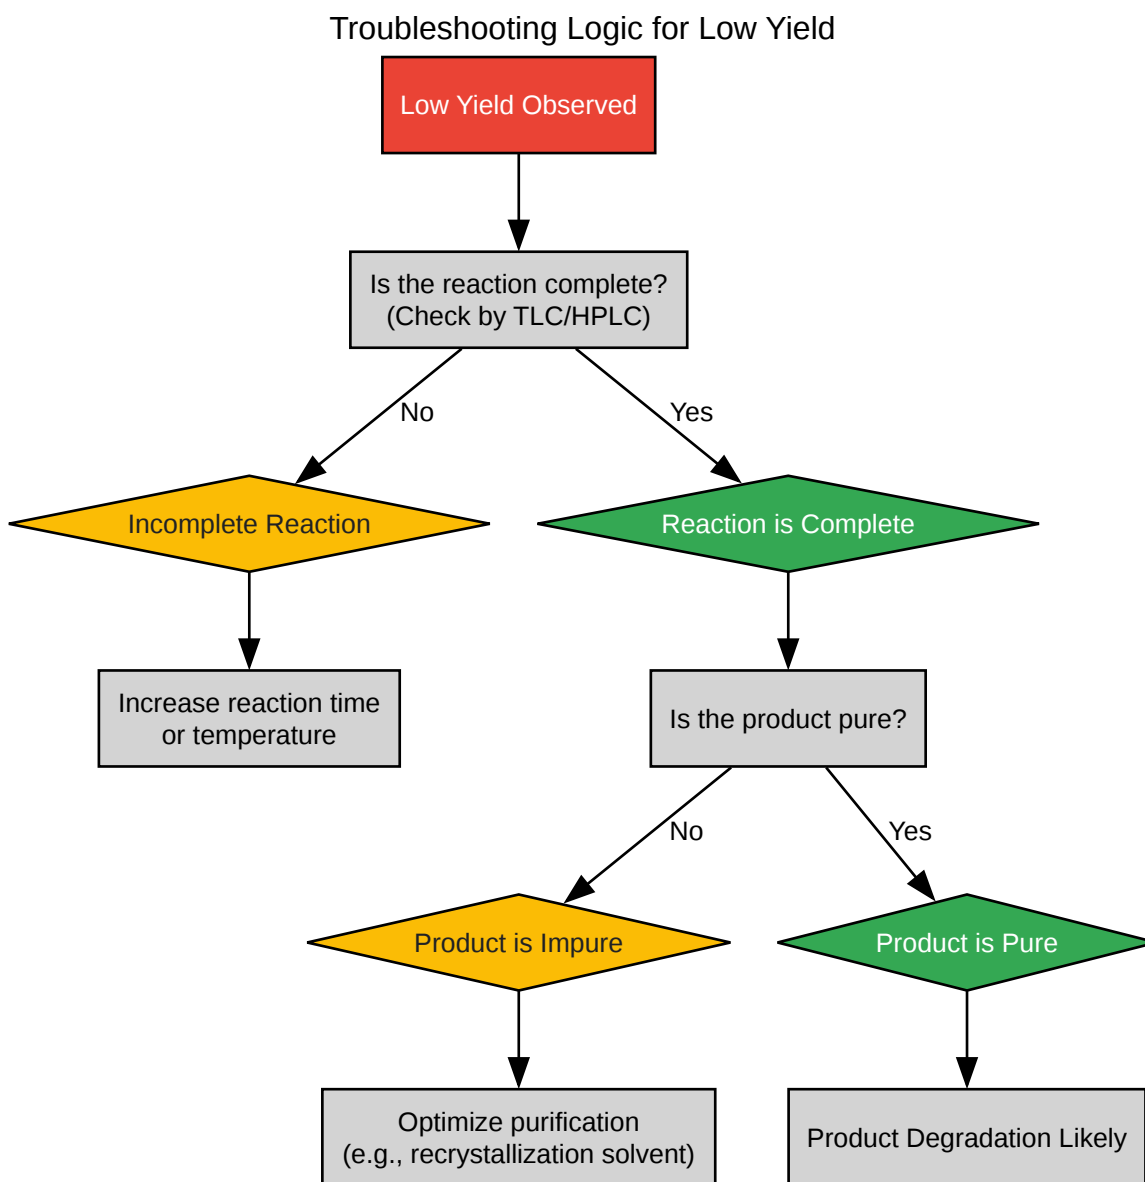 Troubleshooting Logic for Low Yield
Low Yield Observed
Is the reaction complete?
(Check by TLC/HPLC)
No
Yes
Incomplete Reaction
Reaction is Complete
Increase reaction time
or temperature
Is the product pure?
No
Yes
Product is Impure
Product is Pure
Optimize purification
(e.g., recrystallization solvent)
Product Degradation Likely